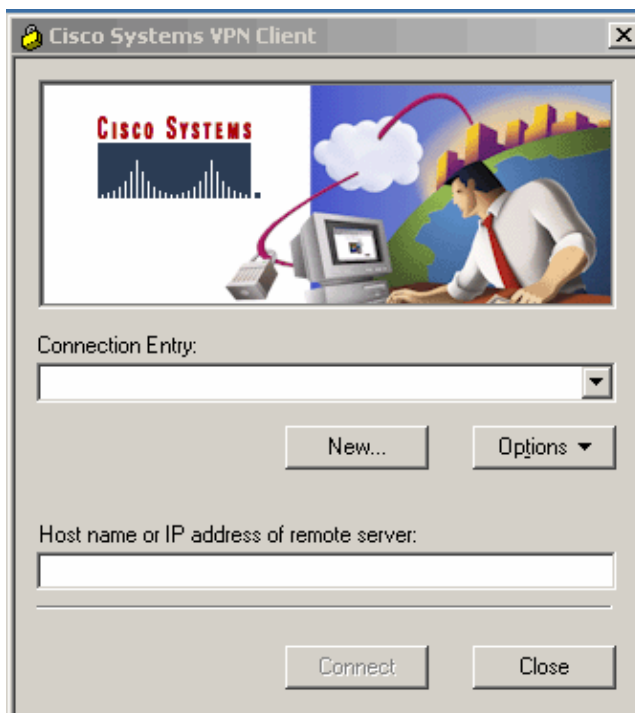 Cisco Systems VPN Client
CISCO SYSTEMS
Connection Entry:
New...
Options
Host name or IP address of remote server:
Connect
Close